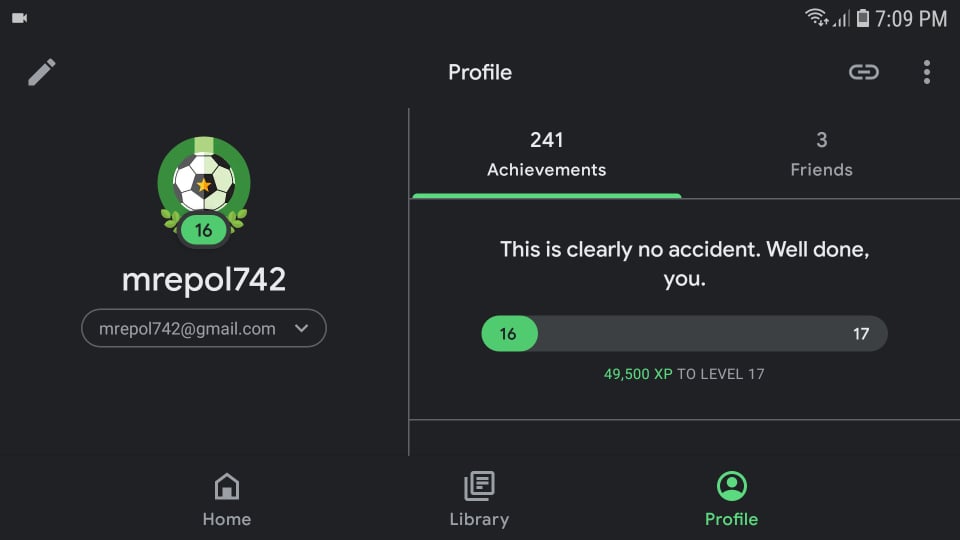 7:09 PM
Profile
16
mrepol742
mrepol742@gmail.com
241
Achievements
3
Friends
This is clearly no accident. Well done,
you.
16
17
49,500 XP TO LEVEL 17
Home
Library
Profile